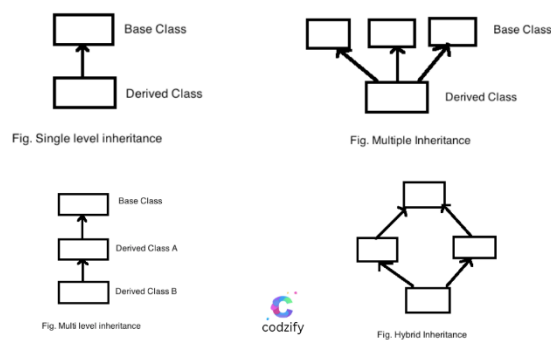 Base Class
Derived Class
Fig. Single level inheritance
Base Class
Derived Class
Fig. Multiple Inheritance
Base Class
Derived Class A
Derived Class B
Fig. Multi level inheritance
codzify
Fig. Hybrid Inheritance